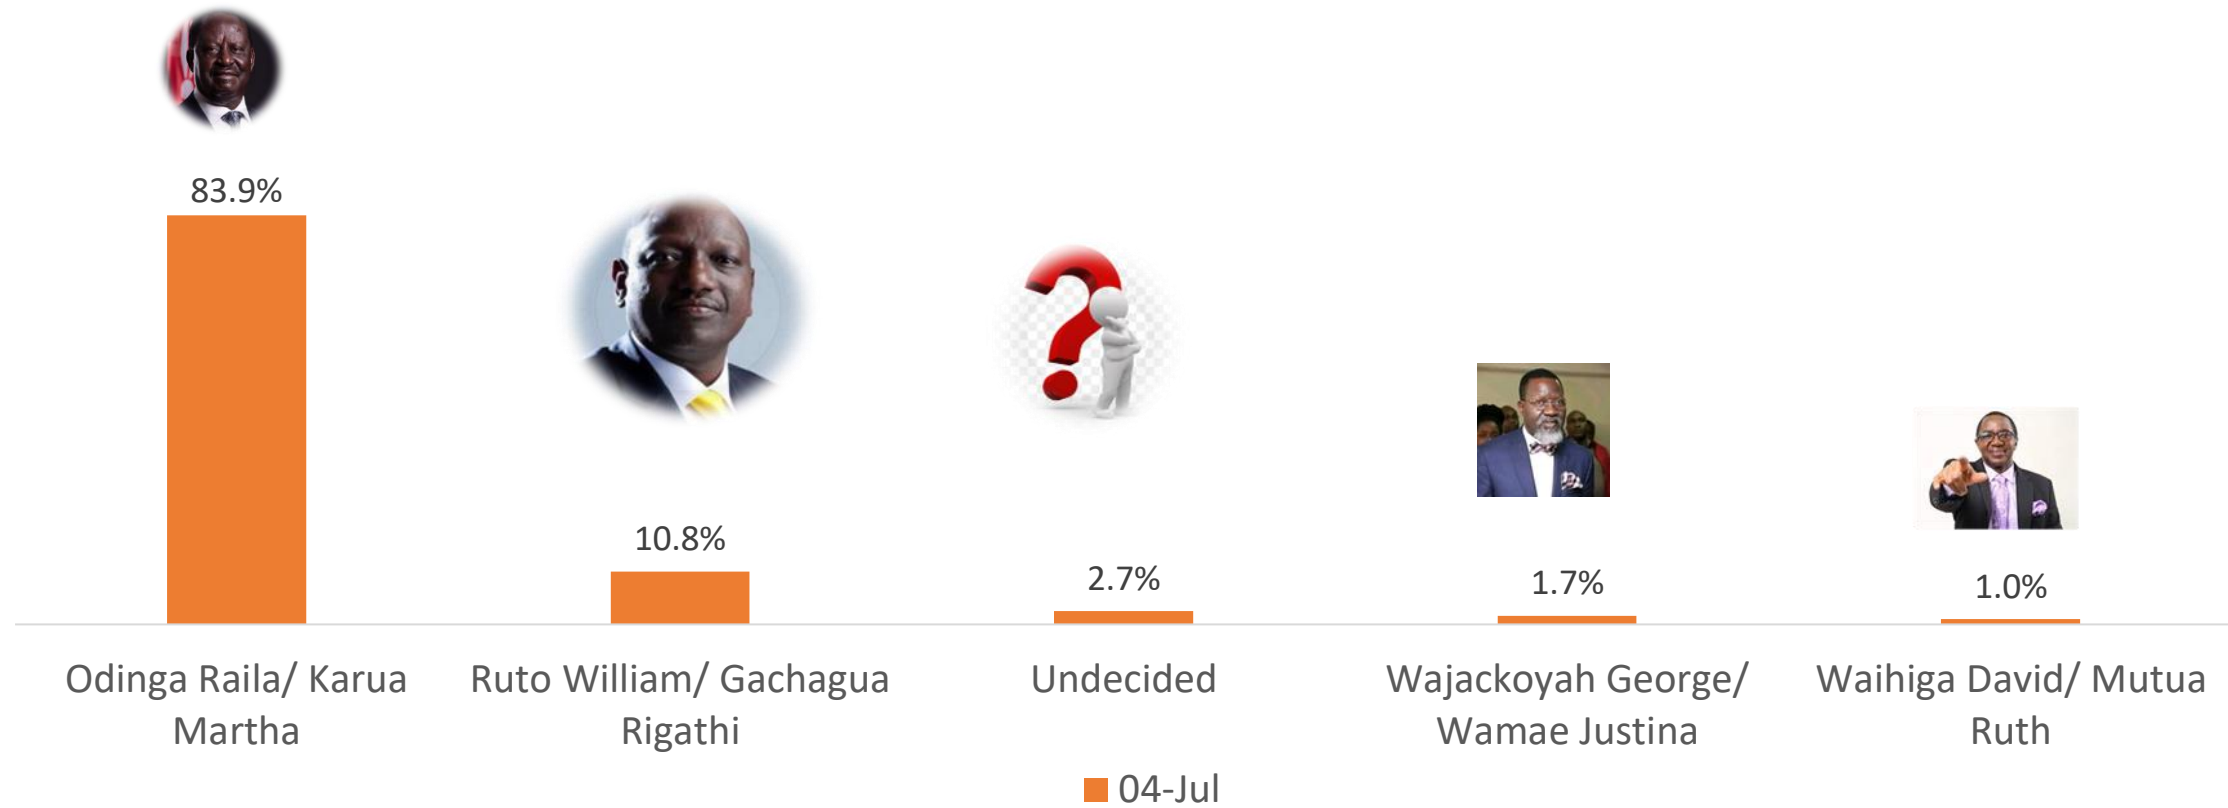 83.9%
10.8%
2.7%
1.7%
1.0%
Odinga Raila/ Karua
Martha
Ruto William/ Gachagua
Rigathi
Undecided
Wajackoyah George/
Wamae Justina
Waihiga David/ Mutua
Ruth
04-Jul